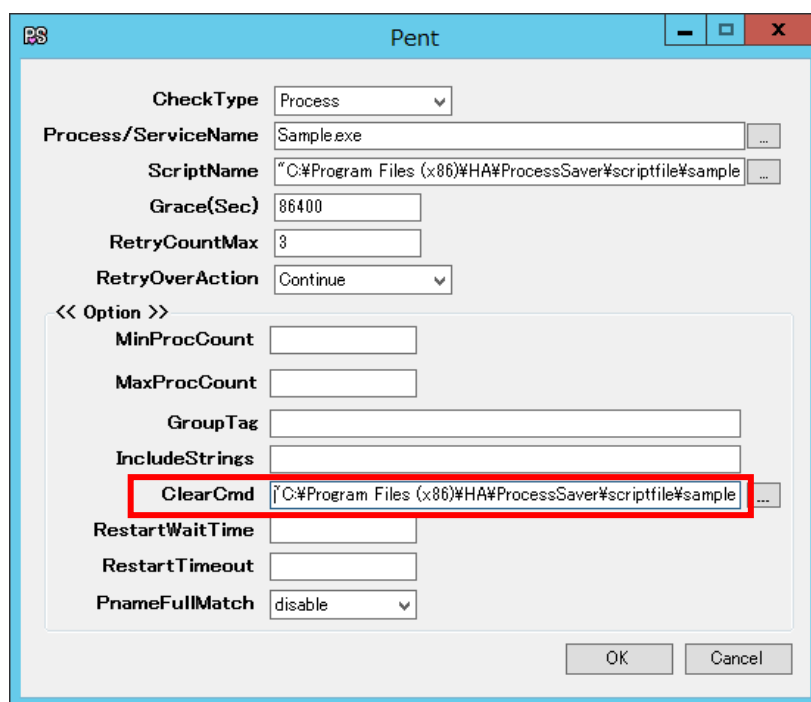 PS Pent
CheckType Process
Process/ServiceName Sample.exe ...
ScriptName "C:¥Program Files (x86)¥HA¥ProcessSaver¥scriptfile¥sample ...
Grace(Sec) 86400
RetryCountMax 3
RetryOverAction Continue
<< Option >>
MinProcCount
MaxProcCount
GroupTag
IncludeStrings
ClearCmd "C:¥Program Files (x86)¥HA¥ProcessSaver¥scriptfile¥sample ...
RestartWaitTime
RestartTimeout
PnameFullMatch disable
OK Cancel